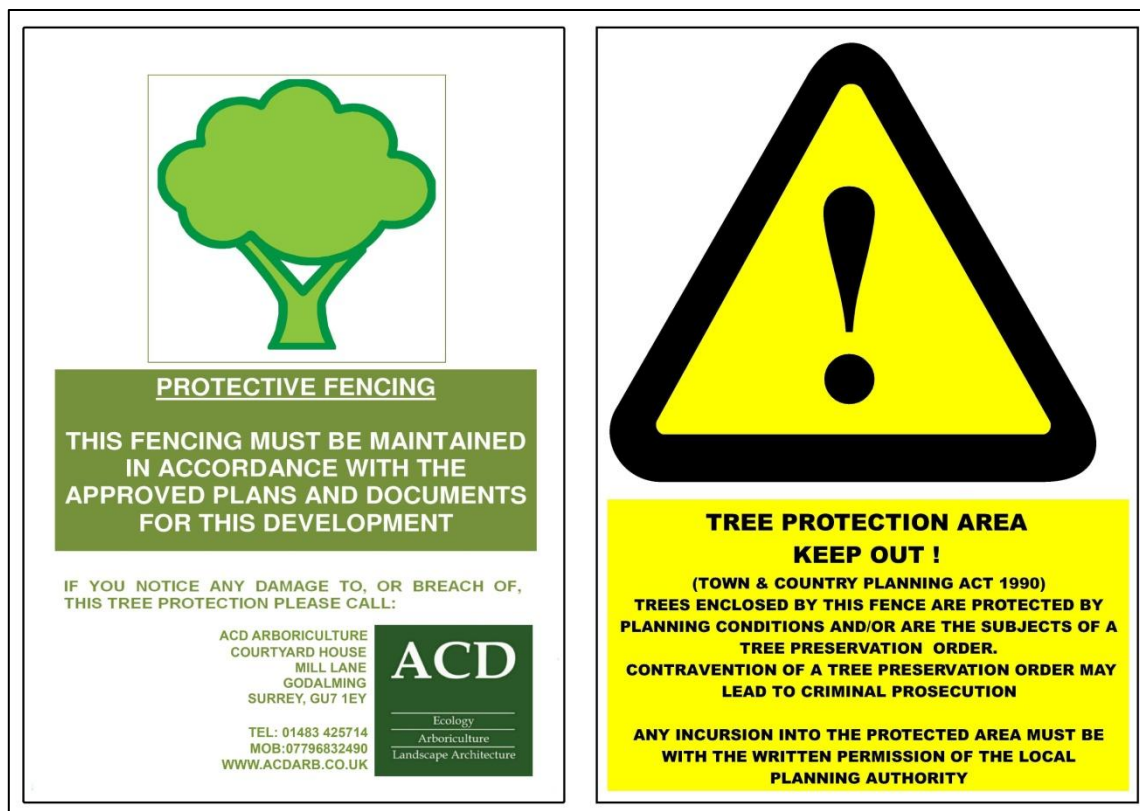 PROTECTIVE FENCING
THIS FENCING MUST BE MAINTAINED
IN ACCORDANCE WITH THE
APPROVED PLANS AND DOCUMENTS
FOR THIS DEVELOPMENT
IF YOU NOTICE ANY DAMAGE TO, OR BREACH OF,
THIS TREE PROTECTION PLEASE CALL:
ACD ARBORICULTURE
COURTYARD HOUSE
MILL LANE
GODALMING
SURREY, GU7 1EY
TEL: 01483 425714
MOB:07796832490
WWW.ACDARB.CO.UK
ACD
Ecology
Arboriculture
Landscape Architecture
!
TREE PROTECTION AREA
KEEP OUT !
(TOWN & COUNTRY PLANNING ACT 1990)
TREES ENCLOSED BY THIS FENCE ARE PROTECTED BY
PLANNING CONDITIONS AND/OR ARE THE SUBJECTS OF A
TREE PRESERVATION ORDER.
CONTRAVENTION OF A TREE PRESERVATION ORDER MAY
LEAD TO CRIMINAL PROSECUTION
ANY INCURSION INTO THE PROTECTED AREA MUST BE
WITH THE WRITTEN PERMISSION OF THE LOCAL
PLANNING AUTHORITY